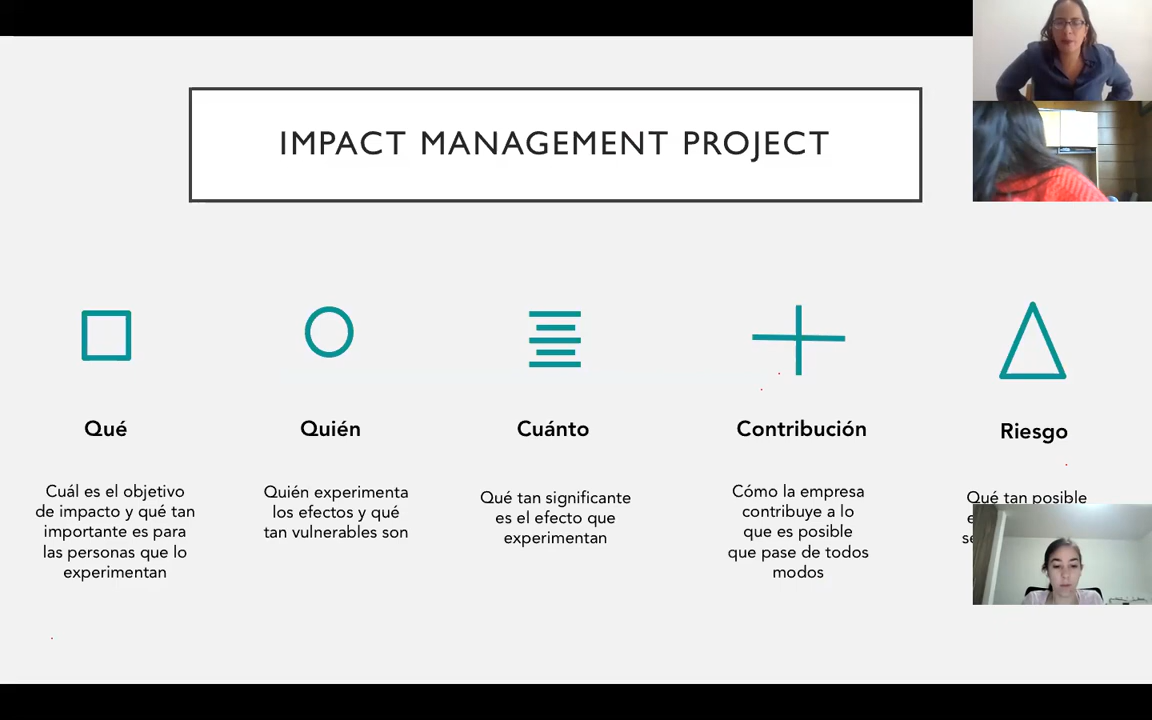 IMPACT MANAGEMENT PROJECT
Qué
Cuál es el objetivo
de impacto y qué tan
importante es para
las personas que lo
experimentan
Quién
Quién experimenta
los efectos y qué
tan vulnerables son
Cuánto
Qué tan significante
es el efecto que
experimentan
Contribución
Cómo la empresa
contribuye a lo
que es posible
que pase de todos
modos
Riesgo
Qué tan posible